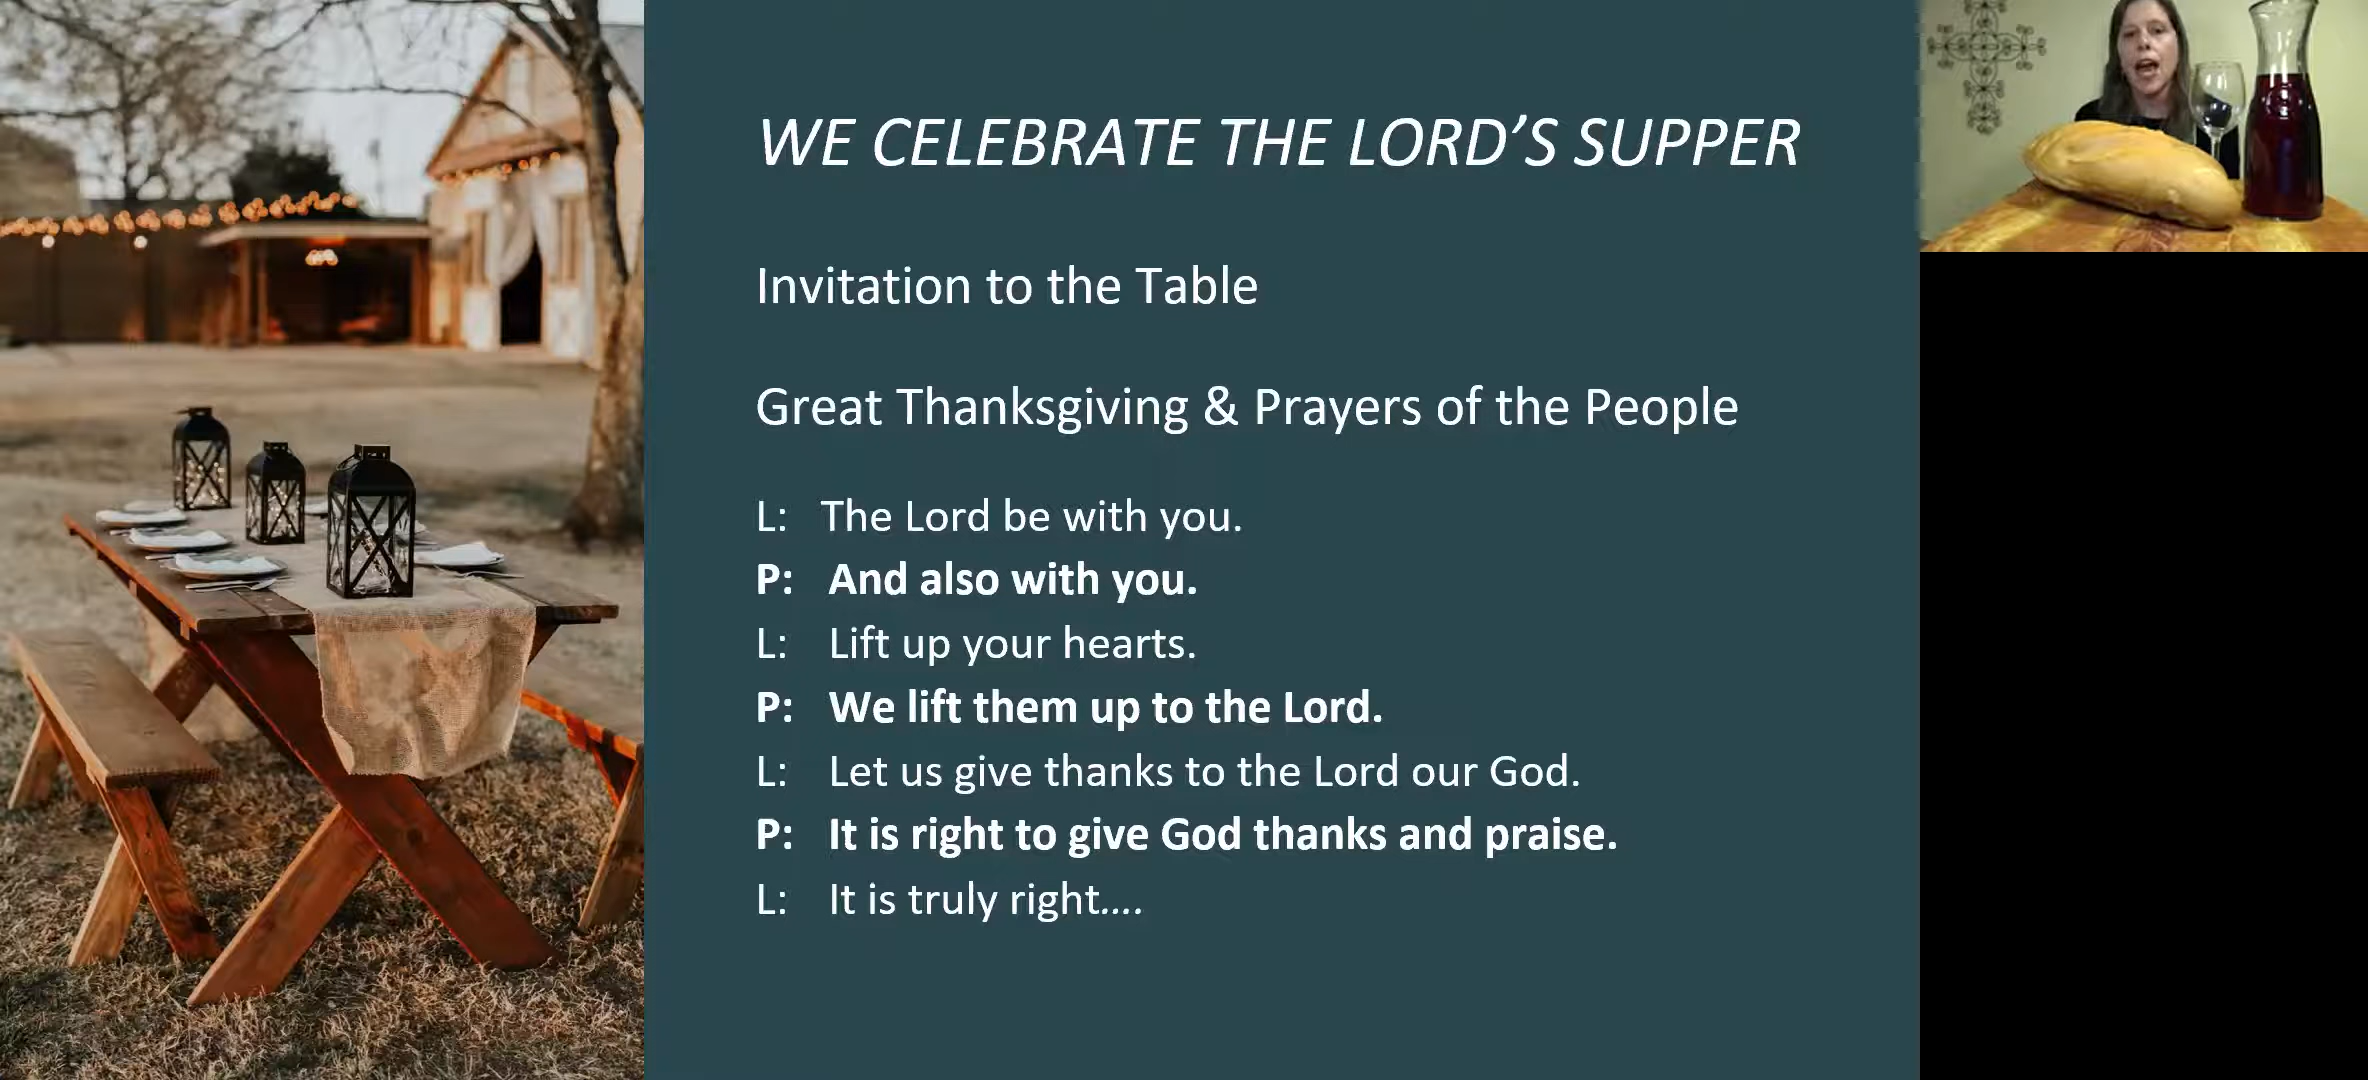 WE CELEBRATE THE LORD’S SUPPER
Invitation to the Table
Great Thanksgiving & Prayers of the People
L: The Lord be with you.
P: And also with you.
L: Lift up your hearts.
P: We lift them up to the Lord.
L: Let us give thanks to the Lord our God.
P: It is right to give God thanks and praise.
L: It is truly right....